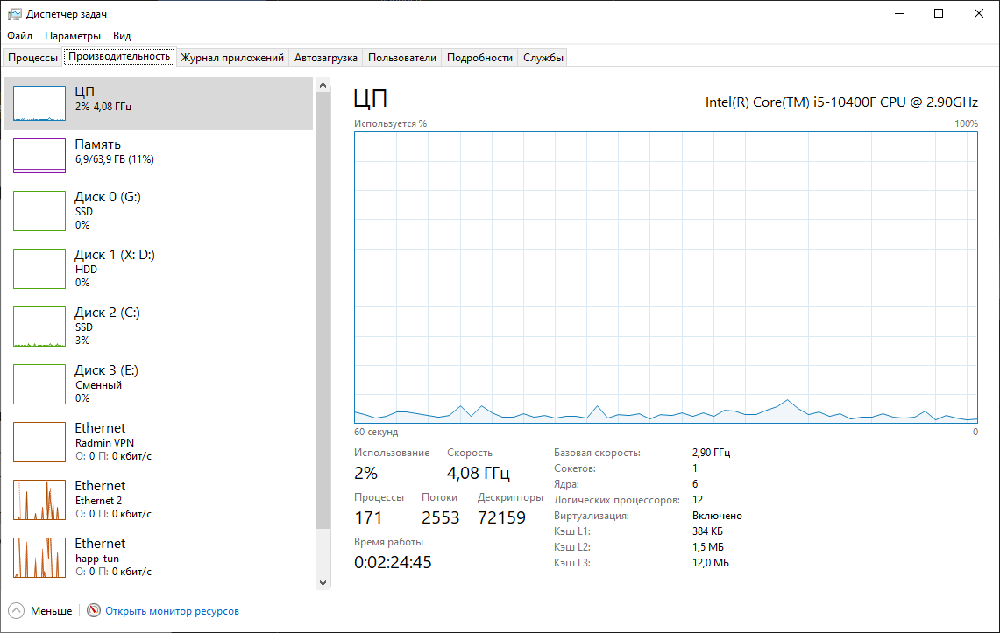 Диспетчер задач
Файл Параметры Вид
Процессы Производительность Журнал приложений Автозагрузка Пользователи Подробности Службы
ЦП
2% 4,08 ГГц
Память
6,9/63,9 ГБ (11%)
Диск 0 (G:)
SSD
0%
Диск 1 (X: D:)
HDD
0%
Диск 2 (C:)
SSD
3%
Диск 3 (E:)
Сменный
0%
Ethernet
Radmin VPN
О: 0 П: 0 кбит/с
Ethernet
Ethernet 2
О: 0 П: 0 кбит/с
Ethernet
happ-tun
О: 0 П: 0 кбит/с
ЦП
Intel(R) Core(TM) i5-10400F CPU @ 2.90GHz
Используется % 100%
60 секунд 0
Использование Скорость
2% 4,08 ГГц
Процессы Потоки Дескрипторы
171 2553 72159
Время работы
0:02:24:45
Базовая скорость: 2,90 ГГц
Сокетов: 1
Ядра: 6
Логических процессоров: 12
Виртуализация: Включено
Кэш L1: 384 КБ
Кэш L2: 1,5 МБ
Кэш L3: 12,0 МБ
Меньше Открыть монитор ресурсов